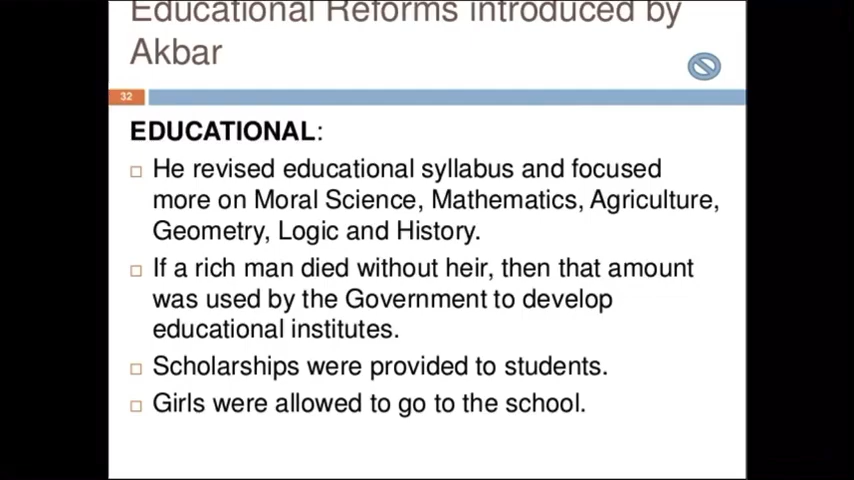 Educational Reforms introduced by
Akbar
32
EDUCATIONAL:
He revised educational syllabus and focused
more on Moral Science, Mathematics, Agriculture,
Geometry, Logic and History.
If a rich man died without heir, then that amount
was used by the Government to develop
educational institutes.
Scholarships were provided to students.
Girls were allowed to go to the school.